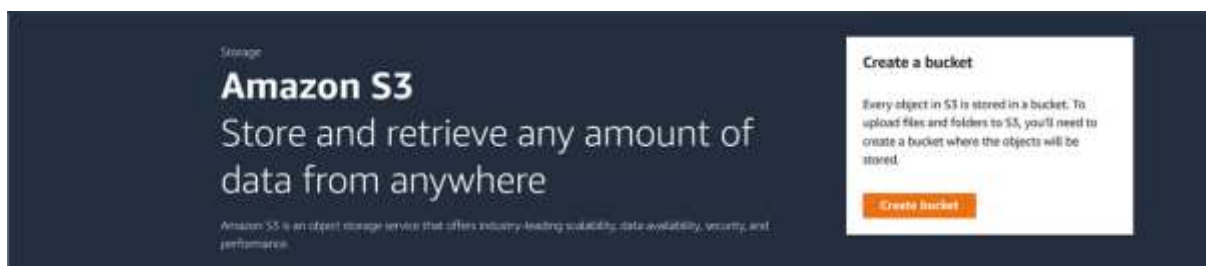 Storage
Amazon S3
Store and retrieve any amount of
data from anywhere
Amazon S3 is an object storage service that offers industry-leading scalability, data availability, security, and
performance.
Create a bucket
Every object in S3 is stored in a bucket. To
upload files and folders to S3, you'll need to
create a bucket where the objects will be
stored.
Create bucket